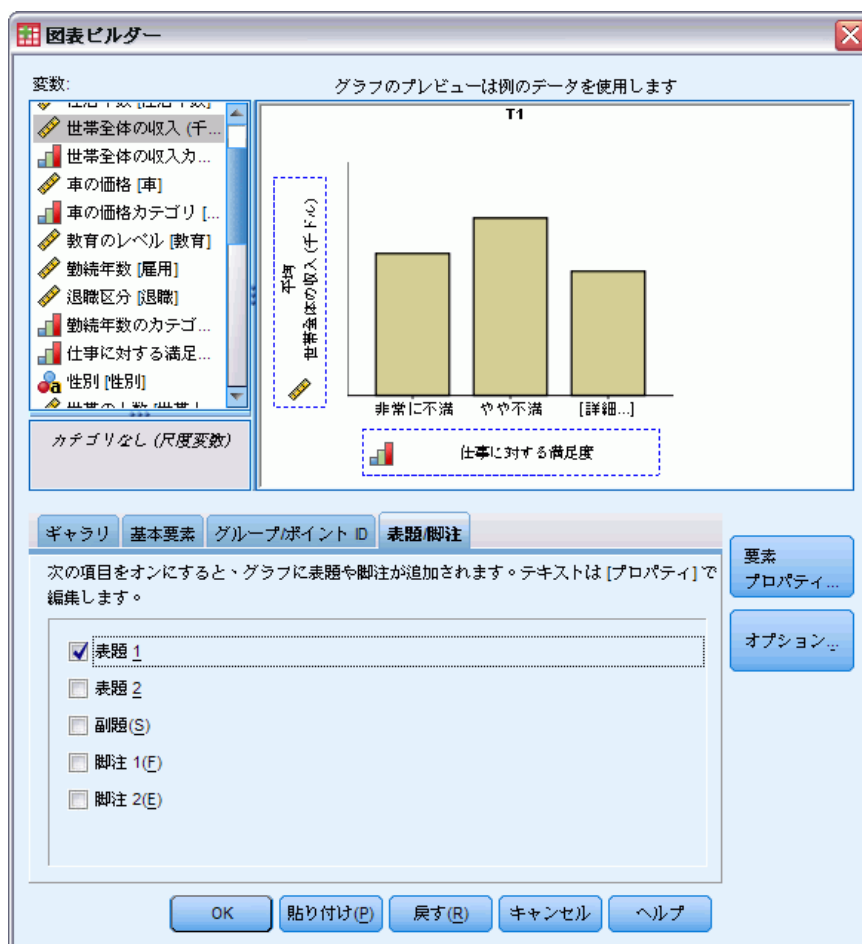 図表ビルダー
変数:
グラフのプレビューは例のデータを使用します
世帯全体の収入 (千...
世帯全体の収入カ...
車の価格 [車]
車の価格カテゴリ [...
教育のレベル [教育]
勤続年数 [雇用]
退職区分 [退職]
勤続年数のカテゴ...
仕事に対する満足...
性別 [性別]
カテゴリなし (尺度変数)
T1
平均
世帯全体の収入 (千ドル)
非常に不満 やや不満 [詳細...]
仕事に対する満足度
ギャラリ 基本要素 グループ/ポイント ID 表題/脚注
次の項目をオンにすると、グラフに表題や脚注が追加されます。テキストは [プロパティ] で
編集します。
表題 1
表題 2
副題(S)
脚注 1(F)
脚注 2(E)
要素
プロパティ...
オプション...
OK 貼り付け(P) 戻す(R) キャンセル ヘルプ